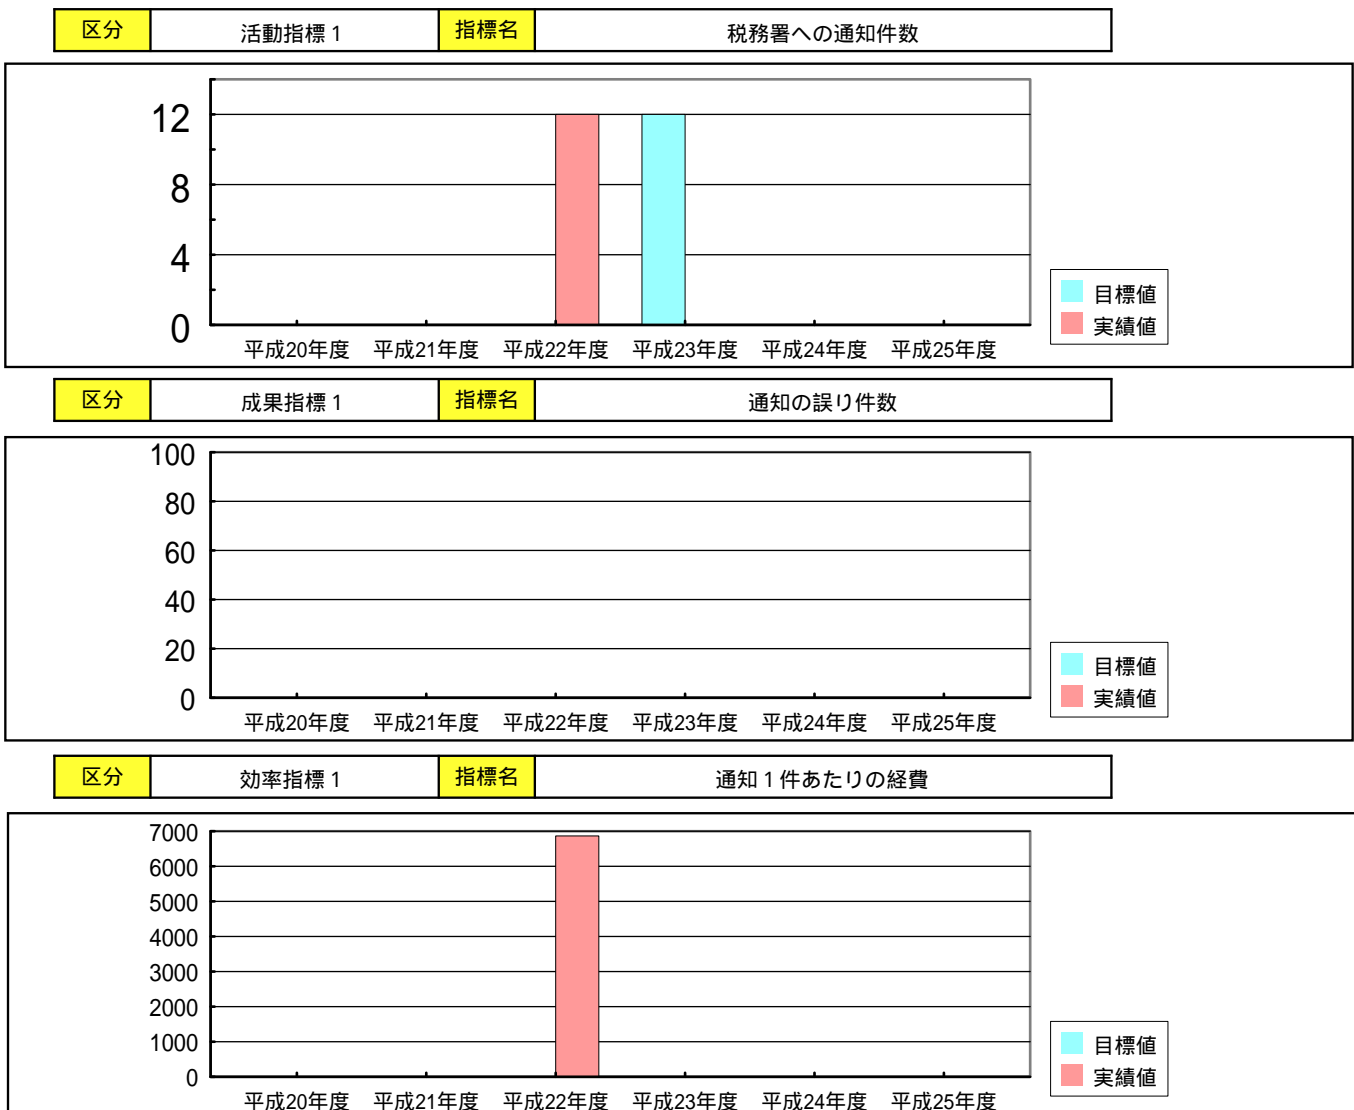 区分 活動指標１ 指標名 税務署への通知件数
12
8
4
0
平成20年度 平成21年度 平成22年度 平成23年度 平成24年度 平成25年度
目標値
実績値
区分 成果指標１ 指標名 通知の誤り件数
100
80
60
40
20
0
平成20年度 平成21年度 平成22年度 平成23年度 平成24年度 平成25年度
目標値
実績値
区分 効率指標１ 指標名 通知１件あたりの経費
7000
6000
5000
4000
3000
2000
1000
0
平成20年度 平成21年度 平成22年度 平成23年度 平成24年度 平成25年度
目標値
実績値